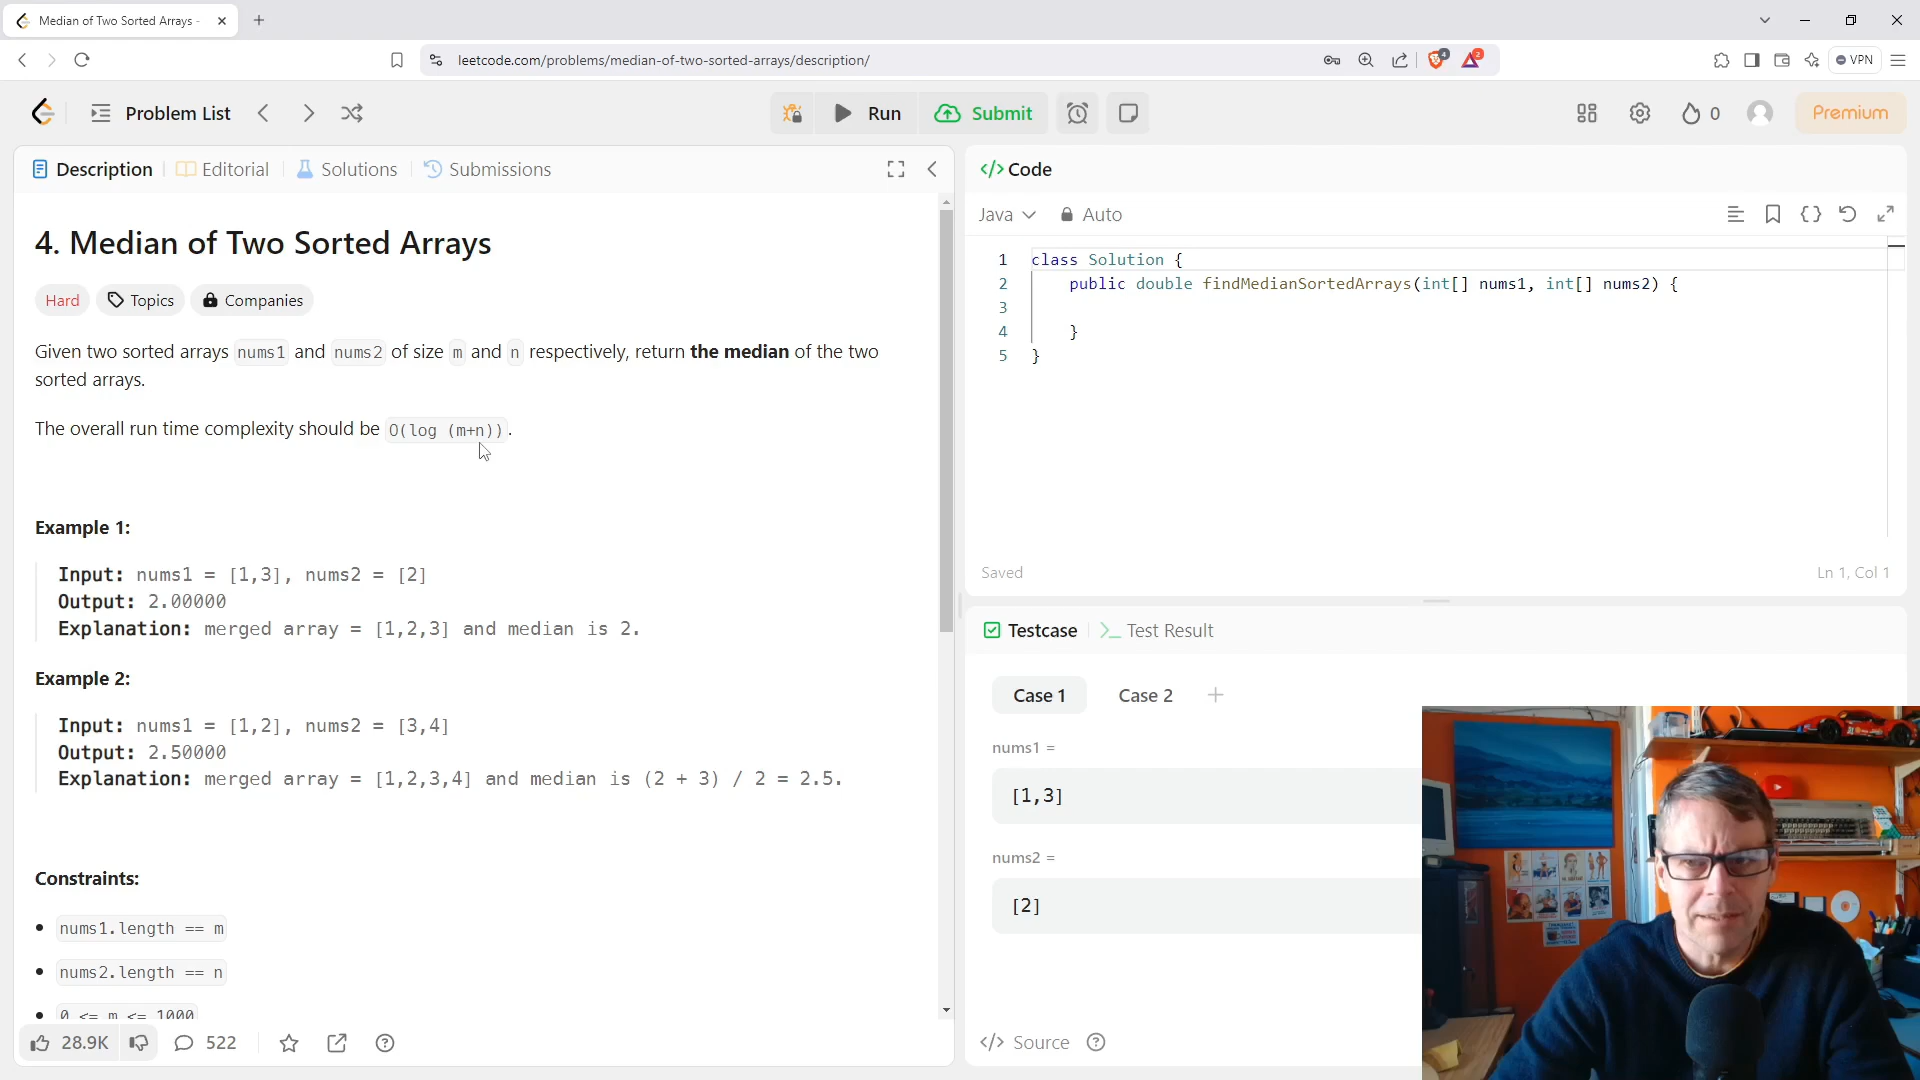 Median of Two Sorted Arrays -
leetcode.com/problems/median-of-two-sorted-arrays/description/
4
2
VPN
Problem List
Run
Submit
0
Premium
Description
Editorial
Solutions
Submissions
4. Median of Two Sorted Arrays
Hard
Topics
Companies
Given two sorted arrays nums1 and nums2 of size m and n respectively, return the median of the two
sorted arrays.
The overall run time complexity should be O(log (m+n)).
Example 1:
Input: nums1 = [1,3], nums2 = [2]
Output: 2.00000
Explanation: merged array = [1,2,3] and median is 2.
Example 2:
Input: nums1 = [1,2], nums2 = [3,4]
Output: 2.50000
Explanation: merged array = [1,2,3,4] and median is (2 + 3) / 2 = 2.5.
Constraints:
nums1.length == m
nums2.length == n
0 <= m <= 1000
28.9K
522
</> Code
Java
Auto
1 class Solution {
2 public double findMedianSortedArrays(int[] nums1, int[] nums2) {
3
4 }
5 }
Saved
Ln 1, Col 1
Testcase
Test Result
Case 1
Case 2
nums1 =
[1,3]
nums2 =
[2]
</> Source